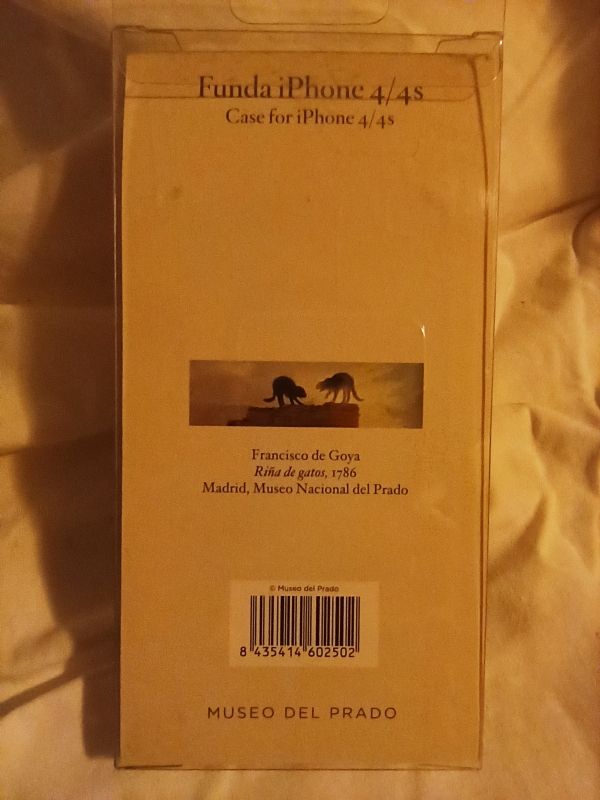 Funda iPhone 4/4s
Case for iPhone 4/4s
Francisco de Goya
Riña de gatos, 1786
Madrid, Museo Nacional del Prado
© Museo del Prado
8 435414 602502
MUSEO DEL PRADO